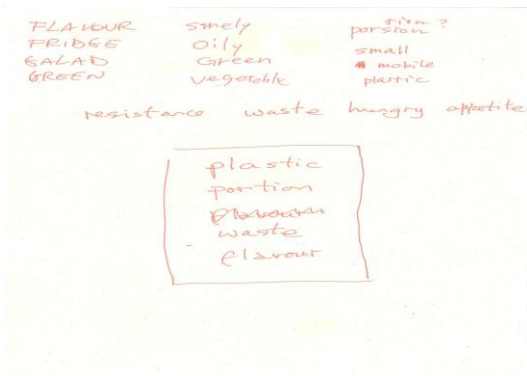 FLAVOUR smely porsion tion?
FRIDGE Oily small
SALAD Green mobile
GREEN vegetable plastic
resistance waste hungry appetite
plastic
portion
waste
flavour